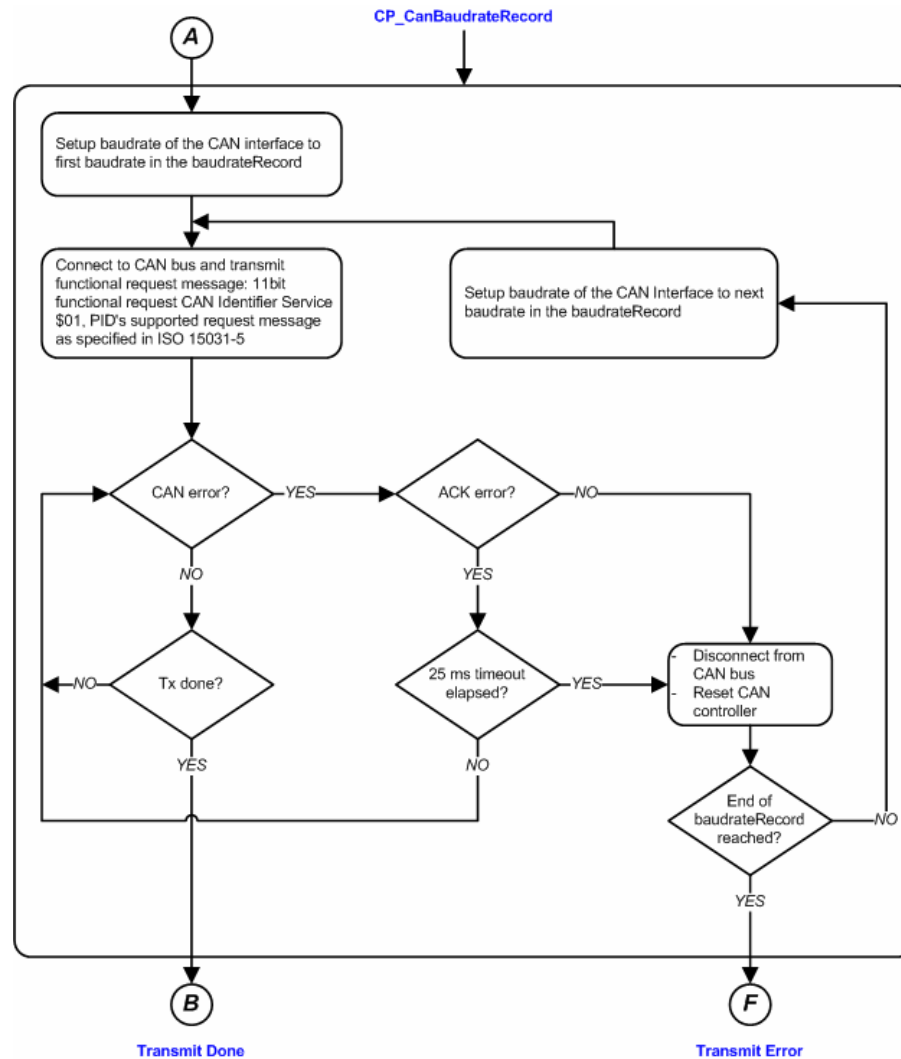 CP_CanBaudrateRecord
A
Setup baudrate of the CAN interface to
first baudrate in the baudrateRecord
Connect to CAN bus and transmit
functional request message: 11bit
functional request CAN Identifier Service
$01, PID's supported request message
as specified in ISO 15031-5
Setup baudrate of the CAN Interface to next
baudrate in the baudrateRecord
CAN error?
YES
ACK error?
NO
NO
YES
Tx done?
NO
25 ms timeout
elapsed?
YES
- Disconnect from
CAN bus
- Reset CAN
controller
YES
NO
End of
baudrateRecord
reached?
NO
YES
B
F
Transmit Done
Transmit Error